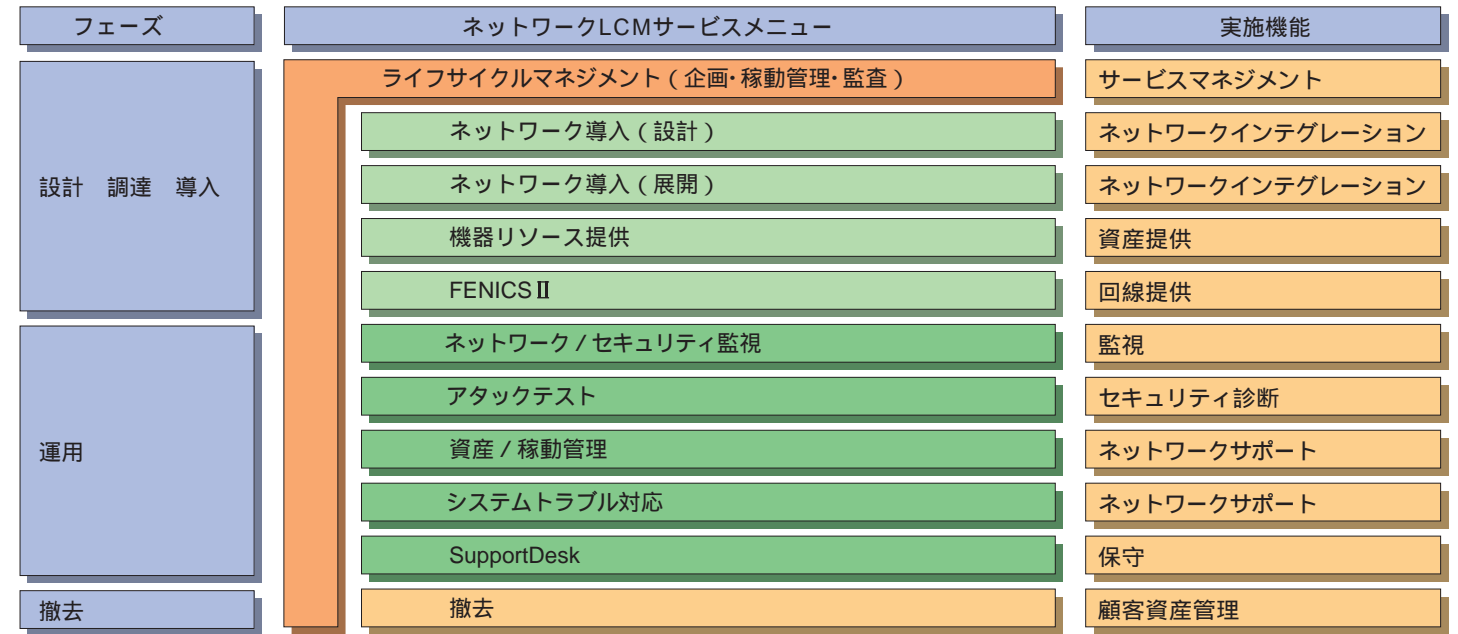 フェーズ
ネットワークLCMサービスメニュー
実施機能
設計 調達 導入
ライフサイクルマネジメント(企画・稼動管理・監査)
サービスマネジメント
ネットワーク導入(設計)
ネットワークインテグレーション
ネットワーク導入(展開)
ネットワークインテグレーション
機器リソース提供
資産提供
FENICSⅡ
回線提供
運用
ネットワーク/セキュリティ監視
監視
アタックテスト
セキュリティ診断
資産/稼動管理
ネットワークサポート
システムトラブル対応
ネットワークサポート
SupportDesk
保守
撤去
撤去
顧客資産管理